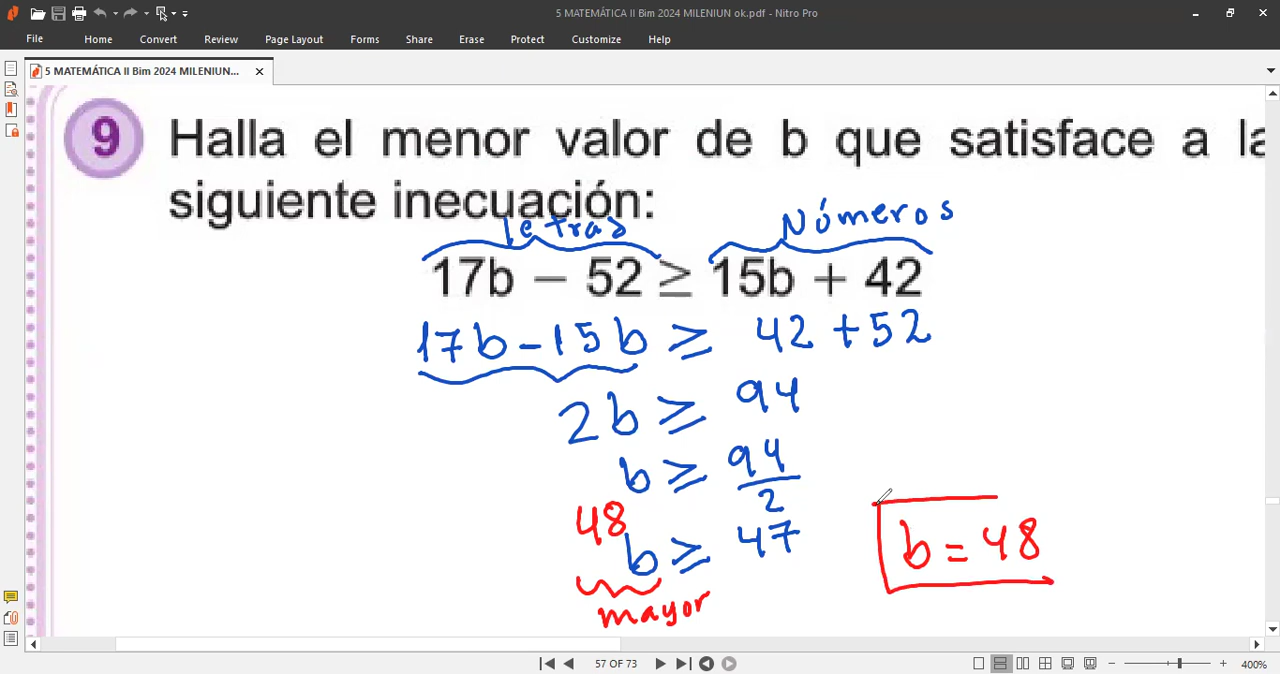 5 MATEMÁTICA II Bim 2024 MILENIUN ok.pdf - Nitro Pro
File Home Convert Review Page Layout Forms Share Erase Protect Customize Help
5 MATEMÁTICA II Bim 2024 MILENIUN...
9 Halla el menor valor de b que satisface a la
siguiente inecuación:
letras Números
17b − 52 ≥ 15b + 42
17b - 15b ≥ 42 + 52
2b ≥ 94
b ≥ 94/2
48
b ≥ 47
b = 48
mayor
57 OF 73
400%